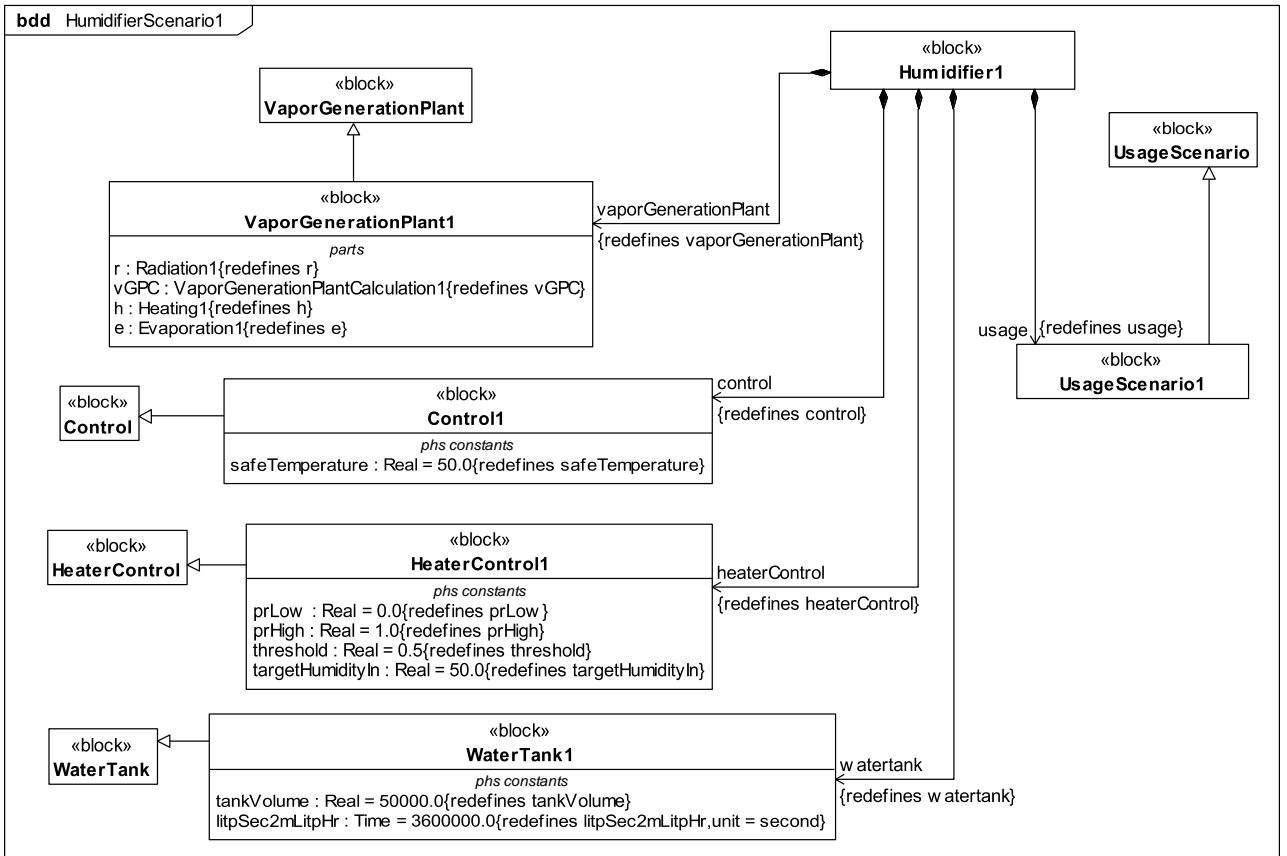 bdd HumidifierScenario1
«block»
Humidifier1
«block»
VaporGenerationPlant
«block»
UsageScenario
«block»
VaporGenerationPlant1
parts
r : Radiation1{redefines r}
vGPC : VaporGenerationPlantCalculation1{redefines vGPC}
h : Heating1{redefines h}
e : Evaporation1{redefines e}
vaporGenerationPlant
{redefines vaporGenerationPlant}
usage {redefines usage}
«block»
UsageScenario1
«block»
Control
«block»
Control1
phs constants
safeTemperature : Real = 50.0{redefines safeTemperature}
control
{redefines control}
«block»
HeaterControl
«block»
HeaterControl1
phs constants
prLow : Real = 0.0{redefines prLow}
prHigh : Real = 1.0{redefines prHigh}
threshold : Real = 0.5{redefines threshold}
targetHumidityIn : Real = 50.0{redefines targetHumidityIn}
heaterControl
{redefines heaterControl}
«block»
WaterTank
«block»
WaterTank1
phs constants
tankVolume : Real = 50000.0{redefines tankVolume}
litpSec2mLitpHr : Time = 3600000.0{redefines litpSec2mLitpHr,unit = second}
watertank
{redefines watertank}